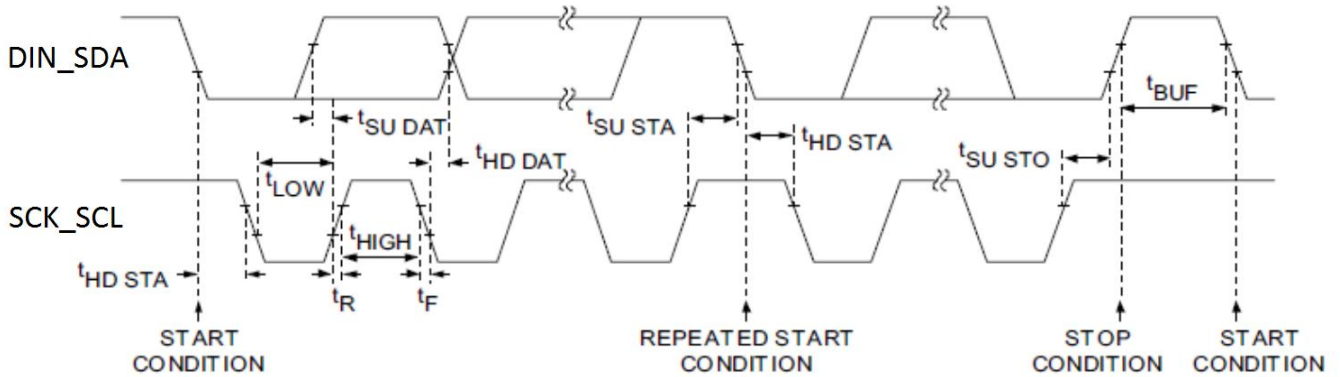 DIN_SDA
tSU DAT
tSU STA
tBUF
tHD DAT
tHD STA
tSU STO
tLOW
SCK_SCL
tHIGH
tHD STA
tR
tF
START
CONDITION
REPEATED START
CONDITION
STOP
CONDITION
START
CONDITION